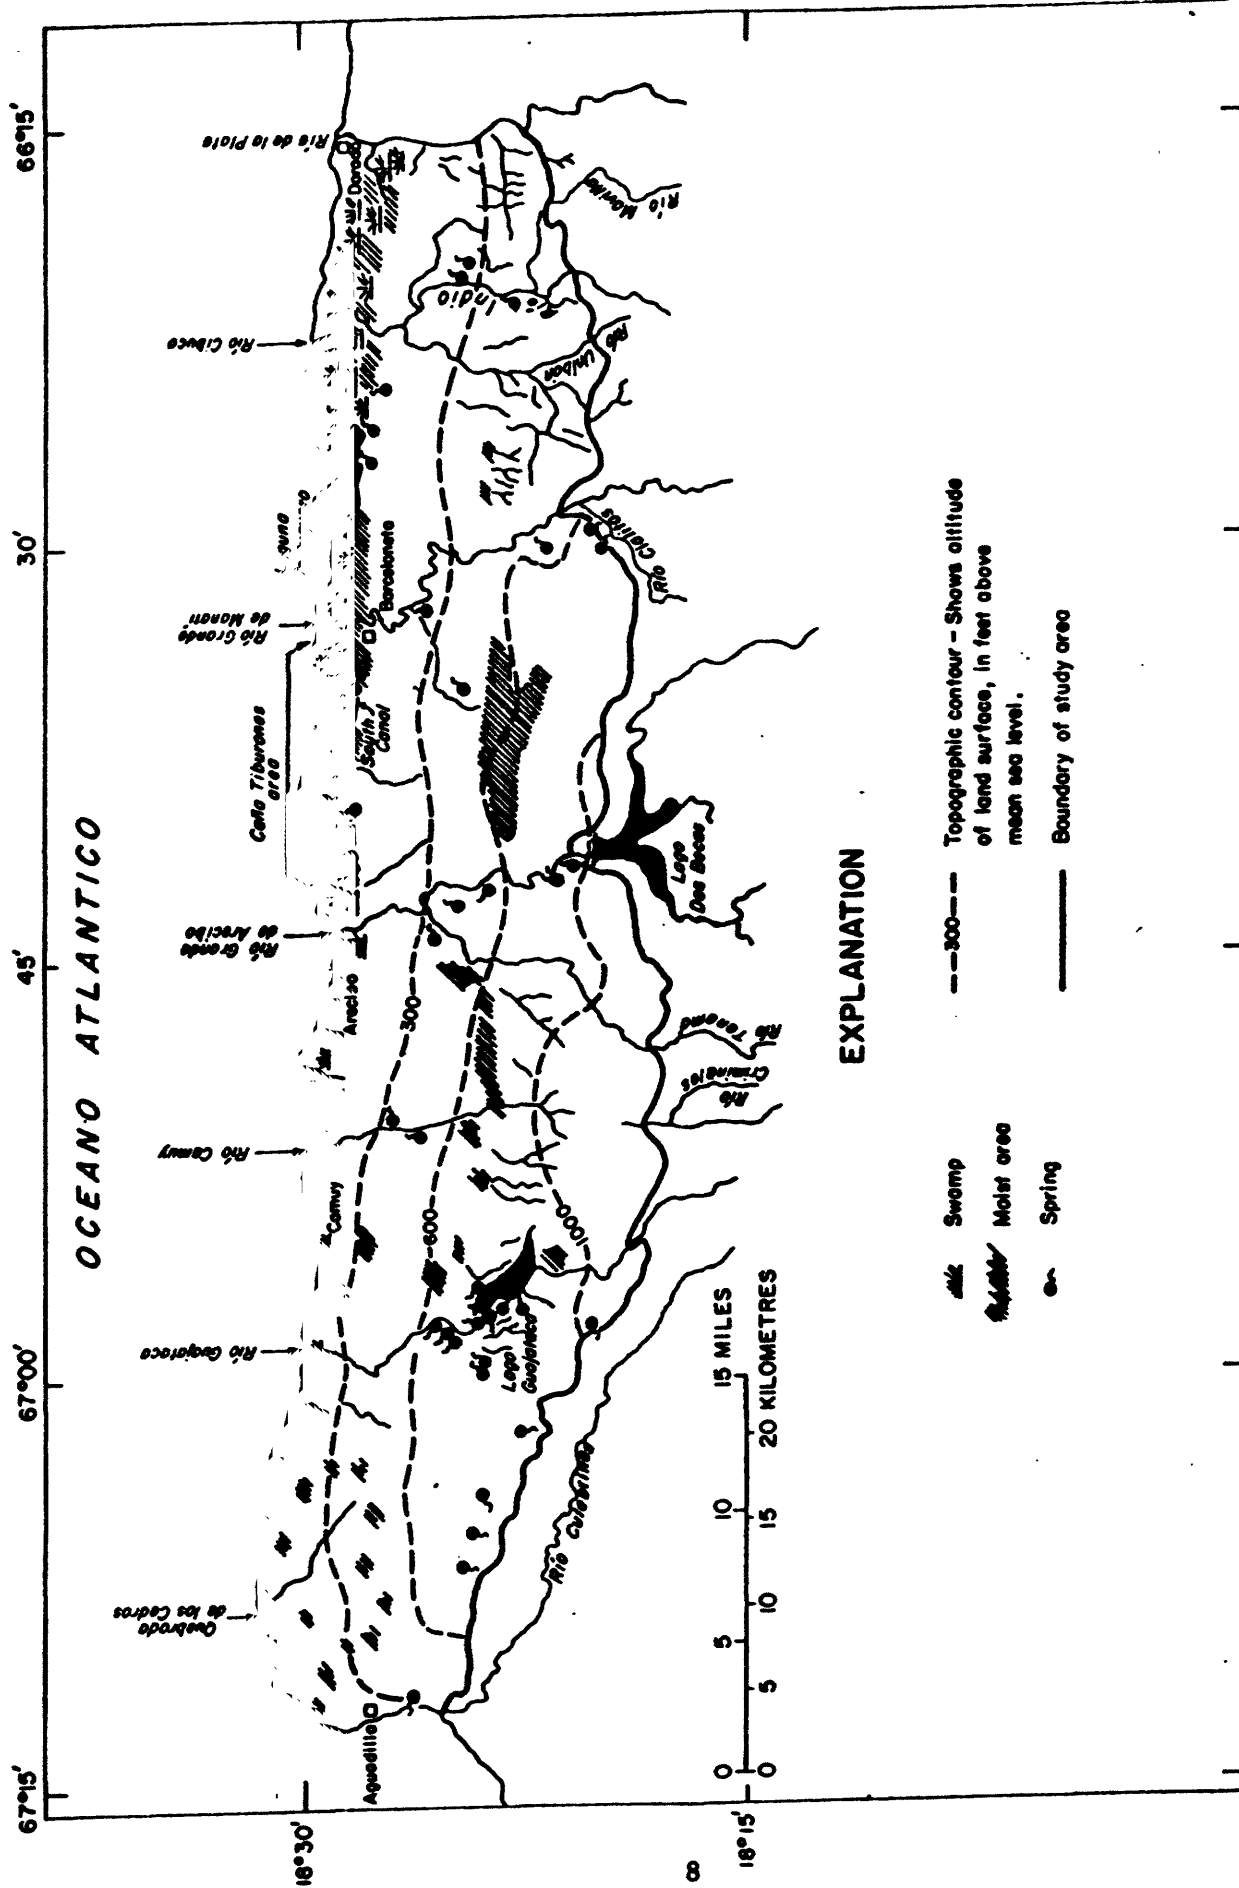 67°15'
67°00'
45'
30'
66°15'
18°30'
18°15'
OCEANO ATLANTICO
Quebrada
de los Cedros
Río Guajataca
Río Camuy
Río Grande
de Arecibo
Caño Tiburones
area
Río Grande
de Manati
Río Cibuco
Río de la Plata
Aguadilla
Camuy
Arecibo
South
Canal
Barceloneta
Dorado
300
600
1000
Lago
Guajataca
Río Culebrinas
Río
Criminales
Río
Tanamá
Lago
Dos Bocas
Río Cialitos
Río
Unibón
Indio
Río Mavilla
0 5 10 15 MILES
0 5 10 15 20 KILOMETRES
EXPLANATION
Swamp
Moist area
Spring
--300-- Topographic contour - Shows altitude
of land surface, in feet above
mean sea level.
Boundary of study area
8